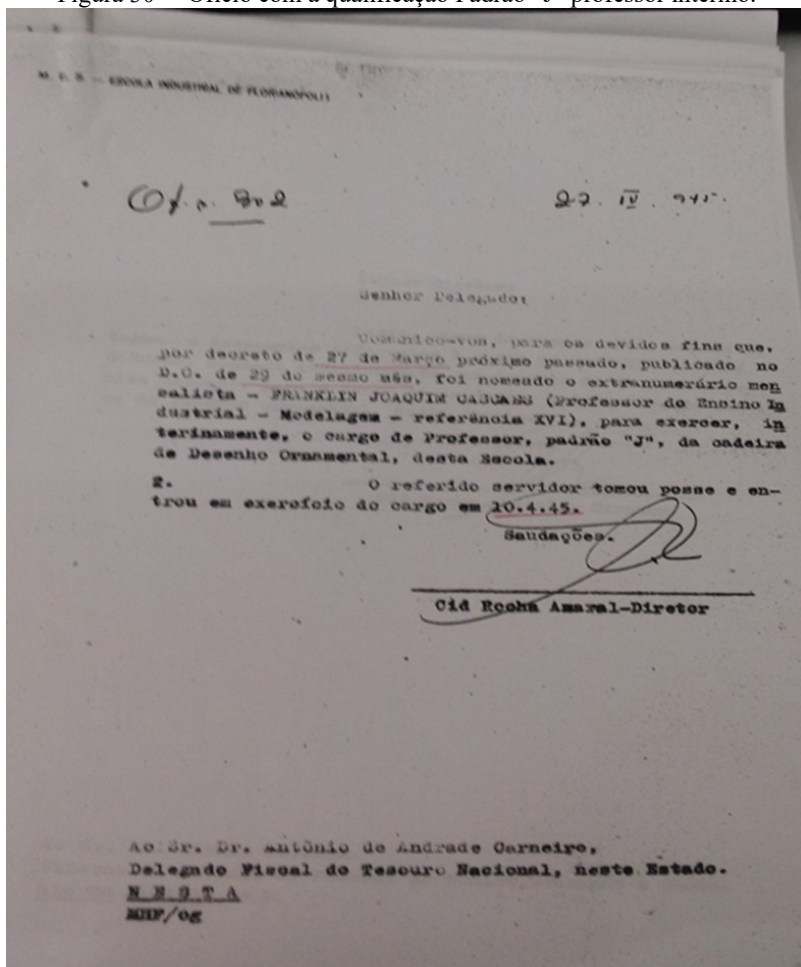 Figura 30 – Ofício com a qualificação Padrão "J" professor interino.
M. E. S. — ESCOLA INDUSTRIAL DE FLORIANÓPOLIS
Of. n. 802
27. IV. 945.
Senhor Delegado:
Comunico-vos, para os devidos fins que,
por decreto de 27 de Março próximo passado, publicado no
D.O. de 29 do mesmo mês, foi nomeado o extranumerário men
salista - FRANKLIN JOAQUIM CASCAES (Professor do Ensino In
dustrial - Modelagem - referência XVI), para exercer, in
terinamente, o cargo de Professor, padrão "J", da cadeira
de Desenho Ornamental, desta Escola.
2. O referido servidor tomou posse e en-
trou em exercício do cargo em 10.4.45.
Saudações.
Cid Rocha Amaral-Diretor
Ao Sr. Dr. Antônio de Andrade Carneiro,
Delegado Fiscal do Tesouro Nacional, neste Estado.
N E S T A
MHF/og